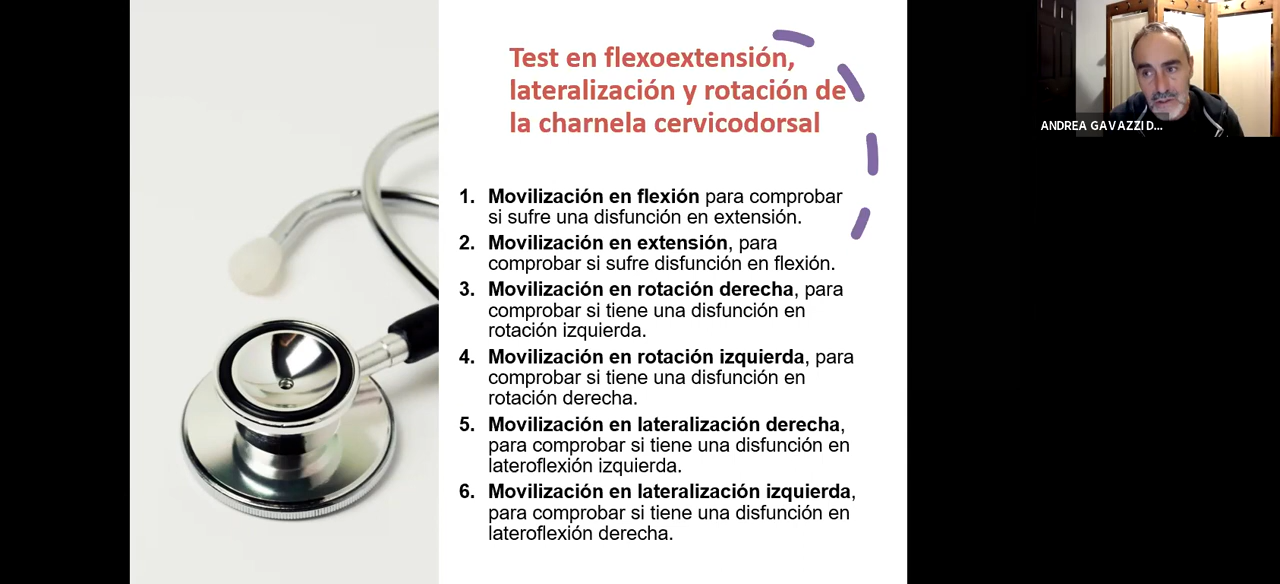 Test en flexoextensión,
lateralización y rotación de
la charnela cervicodorsal
1. Movilización en flexión para comprobar
si sufre una disfunción en extensión.
2. Movilización en extensión, para
comprobar si sufre disfunción en flexión.
3. Movilización en rotación derecha, para
comprobar si tiene una disfunción en
rotación izquierda.
4. Movilización en rotación izquierda, para
comprobar si tiene una disfunción en
rotación derecha.
5. Movilización en lateralización derecha,
para comprobar si tiene una disfunción en
lateroflexión izquierda.
6. Movilización en lateralización izquierda,
para comprobar si tiene una disfunción en
lateroflexión derecha.
ANDREA GAVAZZI D...